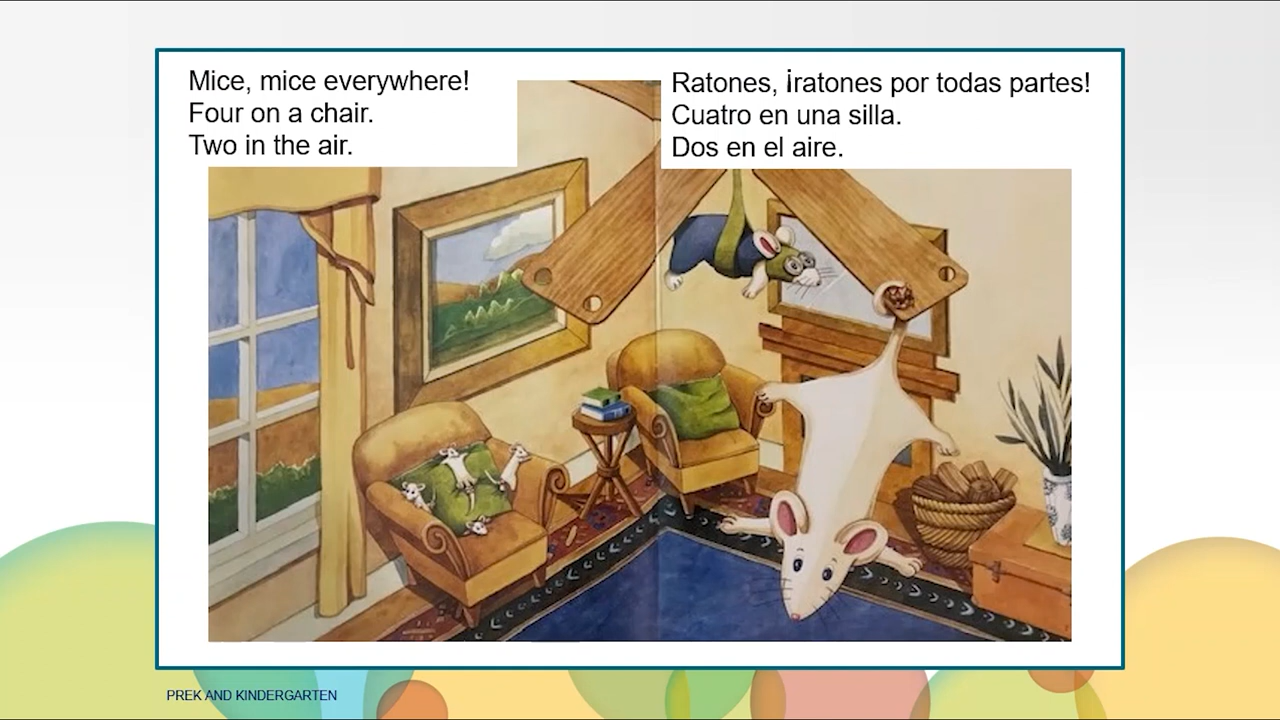 Mice, mice everywhere!
Four on a chair.
Two in the air.
Ratones, ¡ratones por todas partes!
Cuatro en una silla.
Dos en el aire.
PREK AND KINDERGARTEN